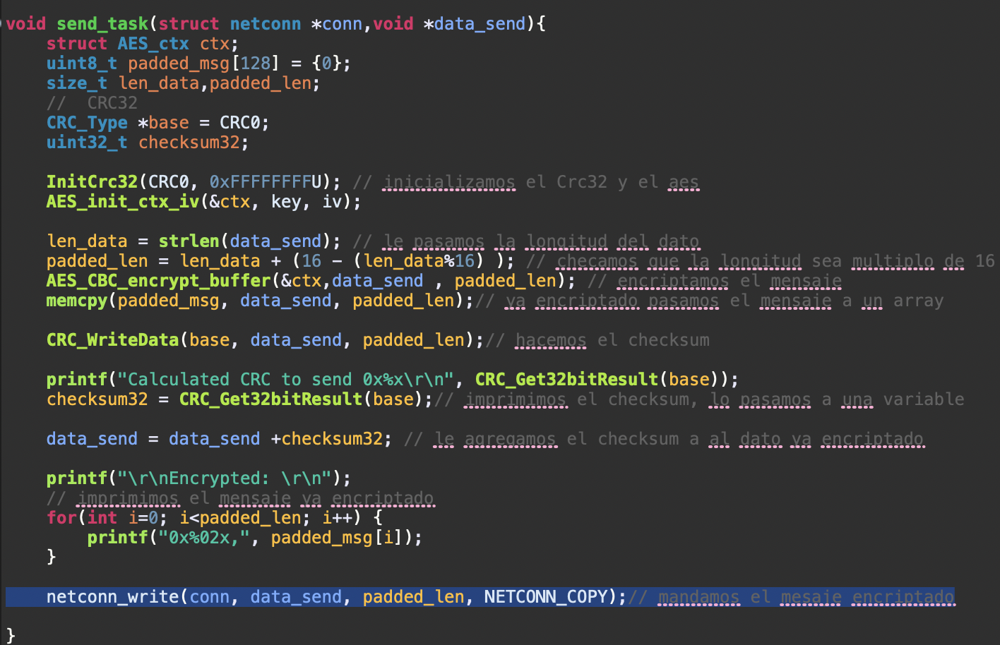 void send_task(struct netconn *conn,void *data_send){
    struct AES_ctx ctx;
    uint8_t padded_msg[128] = {0};
    size_t len_data,padded_len;
    //  CRC32
    CRC_Type *base = CRC0;
    uint32_t checksum32;

    InitCrc32(CRC0, 0xFFFFFFFFU); // inicializamos el Crc32 y el aes
    AES_init_ctx_iv(&ctx, key, iv);

    len_data = strlen(data_send); // le pasamos la longitud del dato
    padded_len = len_data + (16 - (len_data%16) ); // checamos que la longitud sea multiplo de 16
    AES_CBC_encrypt_buffer(&ctx,data_send , padded_len); // encriptamos el mensaje
    memcpy(padded_msg, data_send, padded_len);// ya encriptado pasamos el mensaje a un array

    CRC_WriteData(base, data_send, padded_len);// hacemos el checksum

    printf("Calculated CRC to send 0x%x\r\n", CRC_Get32bitResult(base));
    checksum32 = CRC_Get32bitResult(base);// imprimimos el checksum, lo pasamos a una variable

    data_send = data_send +checksum32; // le agregamos el checksum a al dato ya encriptado

    printf("\r\nEncrypted: \r\n");
    // imprimimos el mensaje ya encriptado
    for(int i=0; i<padded_len; i++) {
        printf("0x%02x,", padded_msg[i]);
    }

    netconn_write(conn, data_send, padded_len, NETCONN_COPY);// mandamos el mesaje encriptado

}